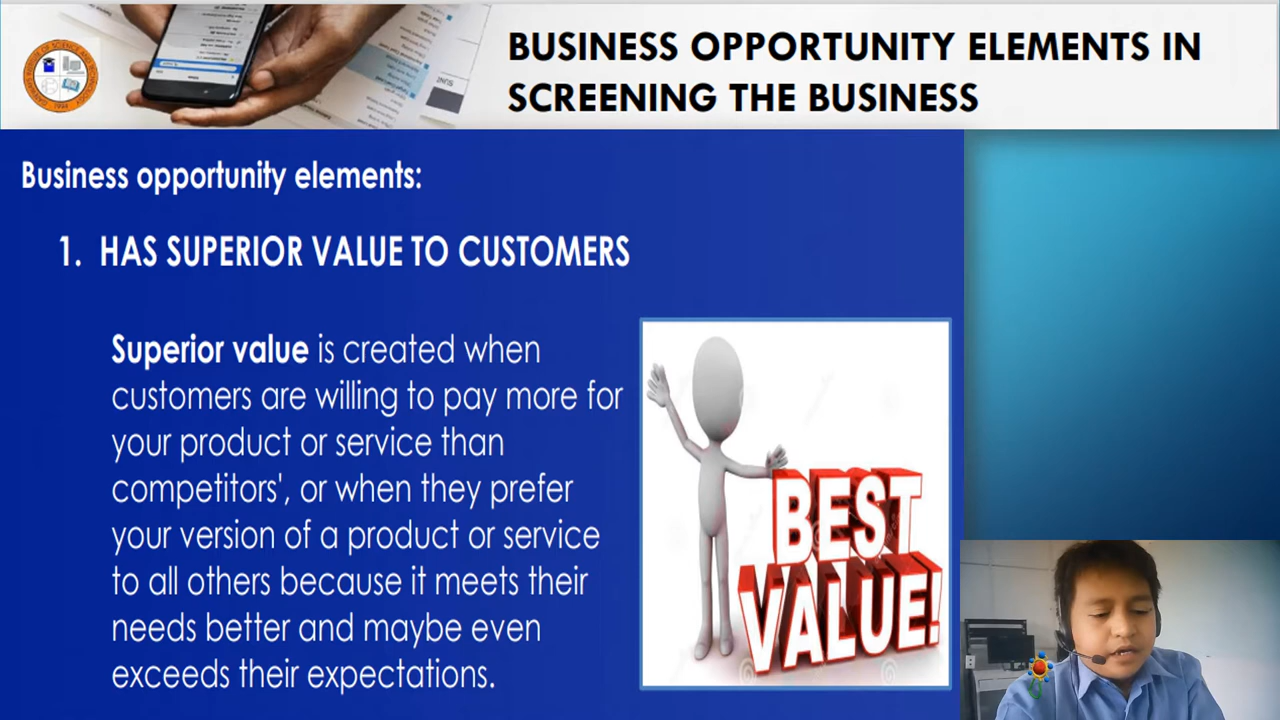 BUSINESS OPPORTUNITY ELEMENTS IN
SCREENING THE BUSINESS
Business opportunity elements:
1. HAS SUPERIOR VALUE TO CUSTOMERS
Superior value is created when
customers are willing to pay more for
your product or service than
competitors', or when they prefer
your version of a product or service
to all others because it meets their
needs better and maybe even
exceeds their expectations.
BEST
VALUE!